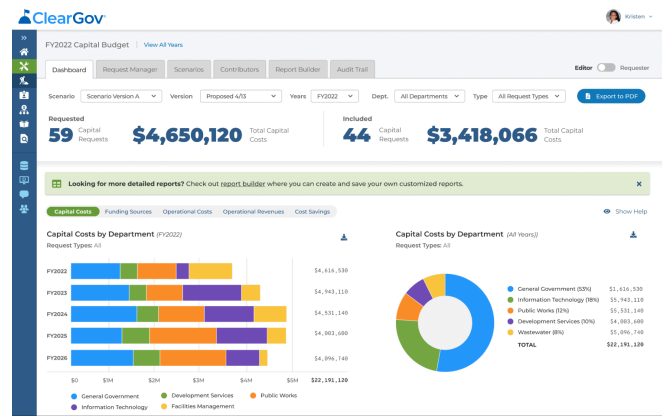 ClearGov
Kristen
FY2022 Capital Budget | View All Years
Dashboard Request Manager Scenarios Contributors Report Builder Audit Trail
Editor Requester
Scenario Scenario Version A Version Proposed 4/13 Years FY2022 Dept. All Departments Type All Request Types Export to PDF
Requested
59 Capital Requests $4,650,120 Total Capital Costs
Included
44 Capital Requests $3,418,066 Total Capital Costs
Looking for more detailed reports? Check out report builder where you can create and save your own customized reports. ×
Capital Costs Funding Sources Operational Costs Operational Revenues Cost Savings
Show Help
Capital Costs by Department (FY2022)
Request Types: All
FY2022 $4,616,530
FY2023 $4,943,110
FY2024 $4,531,140
FY2025 $4,003,600
FY2026 $4,096,740
$0 $1M $2M $3M $4M $5M $22,191,120
General Government Development Services Public Works
Information Technology Facilities Management
Capital Costs by Department (All Years))
Request Types: All
General Government (53%) $1,616,530
Information Technology (18%) $5,943,110
Public Works (12%) $5,531,140
Development Services (10%) $4,003,600
Wastewater (8%) $5,096,740
TOTAL $22,191,120